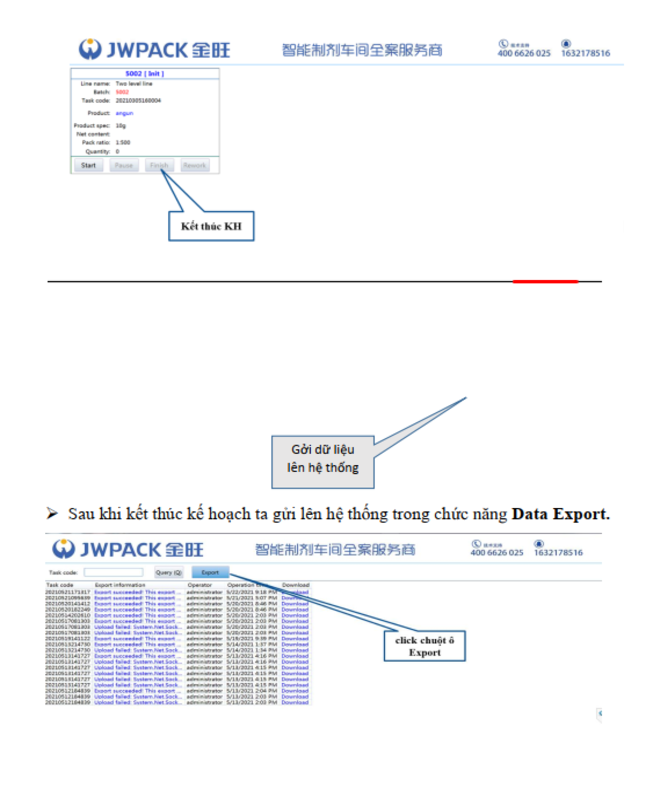 JWPACK 金旺
智能制剂车间全案服务商
400 6626 025
1632178516
5002 [ Init ]
Line name: Two level line
Batch: 5002
Task code: 20210305160004
Product: angun
Product spec: 10g
Net content:
Pack ratio: 1:500
Quantity: 0
Start Pause Finish Rework
Kết thúc KH
Gởi dữ liệu
lên hệ thống
➢ Sau khi kết thúc kế hoạch ta gửi lên hệ thống trong chức năng Data Export.
JWPACK 金旺
智能制剂车间全案服务商
400 6626 025
1632178516
Task code: Query (Q) Export
Task code Export information Operator Operation Download
20210521171317 Export succeeded! This export ... administrator 5/22/2021 9:18 PM Download
20210521095639 Export succeeded! This export ... administrator 5/21/2021 5:07 PM Download
20210520141412 Export succeeded! This export ... administrator 5/20/2021 8:46 PM Download
20210518162249 Export succeeded! This export ... administrator 5/20/2021 8:46 PM Download
20210514202610 Export succeeded! This export ... administrator 5/20/2021 2:03 PM Download
20210517081303 Export succeeded! This export ... administrator 5/20/2021 2:03 PM Download
20210517081303 Upload failed: System.Net.Sock... administrator 5/20/2021 2:03 PM Download
20210517081303 Upload failed: System.Net.Sock... administrator 5/20/2021 2:03 PM Download
Export succeeded! This export ... administrator Download
20210513214730 Export succeeded! This export ... administrator 5/14/2021 1:37 PM Download
20210513214730 Upload failed: System.Net.Sock... administrator 5/14/2021 1:34 PM Download
20210513141727 Export succeeded! This export ... administrator 5/13/2021 4:16 PM Download
20210513141727 Upload failed: System.Net.Sock... administrator 5/13/2021 4:16 PM Download
20210513141727 Upload failed: System.Net.Sock... administrator 5/13/2021 4:15 PM Download
20210513141727 Upload failed: System.Net.Sock... administrator 5/13/2021 4:15 PM Download
20210513141727 Upload failed: System.Net.Sock... administrator 5/13/2021 4:15 PM Download
20210513141727 Upload failed: System.Net.Sock... administrator 5/13/2021 4:15 PM Download
20210512184839 Export succeeded! This export ... administrator 5/13/2021 2:04 PM Download
20210512184839 Upload failed: System.Net.Sock... administrator 5/13/2021 2:03 PM Download
20210512184839 Upload failed: System.Net.Sock... administrator 5/13/2021 2:03 PM Download
click chuột ô
Export